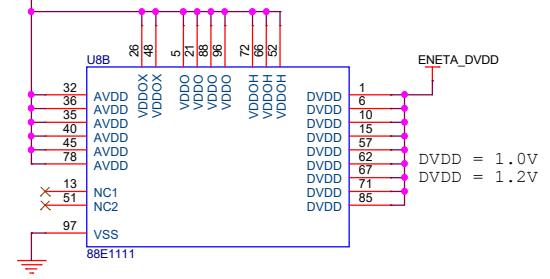 26 48 5 21 88 96 72 66 52
U8B
VDDOX VDDOX VDDO VDDO VDDO VDDO VDDOH VDDOH VDDOH
ENETA_DVDD
32 AVDD DVDD 1
36 AVDD DVDD 6
35 AVDD DVDD 10
40 AVDD DVDD 15
45 AVDD DVDD 57
78 AVDD DVDD 62
DVDD 67
13 NC1 DVDD 71
51 NC2 DVDD 85
DVDD = 1.0V
DVDD = 1.2V
97 VSS
88E1111